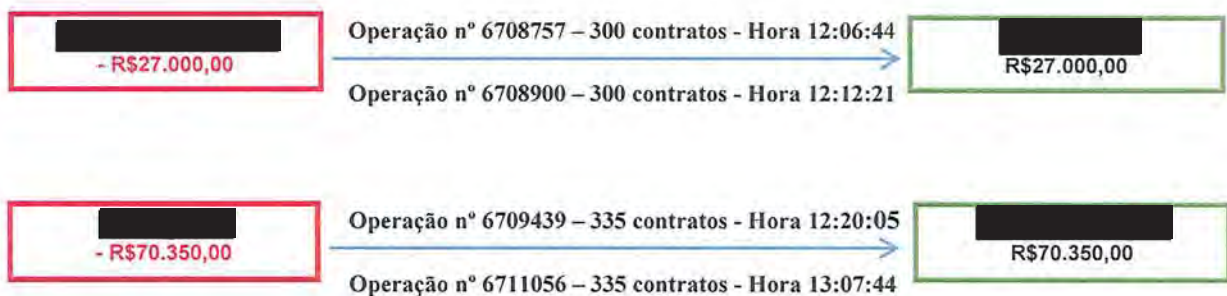 Operação nº 6708757 – 300 contratos - Hora 12:06:44
- R$27.000,00
R$27.000,00
Operação nº 6708900 – 300 contratos - Hora 12:12:21
Operação nº 6709439 – 335 contratos - Hora 12:20:05
- R$70.350,00
R$70.350,00
Operação nº 6711056 – 335 contratos - Hora 13:07:44